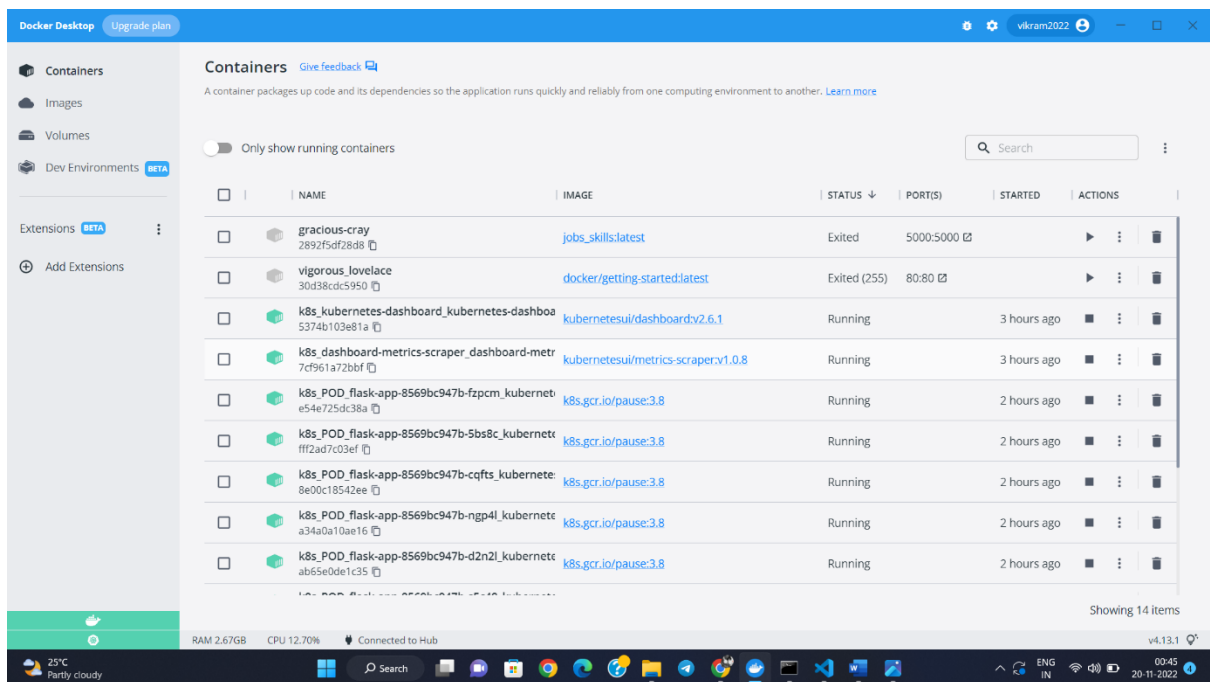 Docker Desktop Upgrade plan vikram2022
Containers
Images
Volumes
Dev Environments BETA
Extensions BETA
Add Extensions
Containers Give feedback
A container packages up code and its dependencies so the application runs quickly and reliably from one computing environment to another. Learn more
Only show running containers Search
NAME IMAGE STATUS PORT(S) STARTED ACTIONS
gracious-cray jobs_skills:latest Exited 5000:5000
2892f5df28d8
vigorous_lovelace docker/getting-started:latest Exited (255) 80:80
30d38cdc5950
k8s_kubernetes-dashboard_kubernetes-dashboa kubernetesui/dashboard:v2.6.1 Running 3 hours ago
5374b103e81a
k8s_dashboard-metrics-scraper_dashboard-metr kubernetesui/metrics-scraper:v1.0.8 Running 3 hours ago
7cf961a72bbf
k8s_POD_flask-app-8569bc947b-fzpcm_kubernet k8s.gcr.io/pause:3.8 Running 2 hours ago
e54e725dc38a
k8s_POD_flask-app-8569bc947b-5bs8c_kubernete k8s.gcr.io/pause:3.8 Running 2 hours ago
fff2ad7c03ef
k8s_POD_flask-app-8569bc947b-cqfts_kubernete k8s.gcr.io/pause:3.8 Running 2 hours ago
8e00c18542ee
k8s_POD_flask-app-8569bc947b-ngp4l_kubernete k8s.gcr.io/pause:3.8 Running 2 hours ago
a34a0a10ae16
k8s_POD_flask-app-8569bc947b-d2n2l_kubernete k8s.gcr.io/pause:3.8 Running 2 hours ago
ab65e0de1c35
Showing 14 items
RAM 2.67GB CPU 12.70% Connected to Hub v4.13.1
25°C
Partly cloudy
Search
ENG
IN
00:45
20-11-2022
4